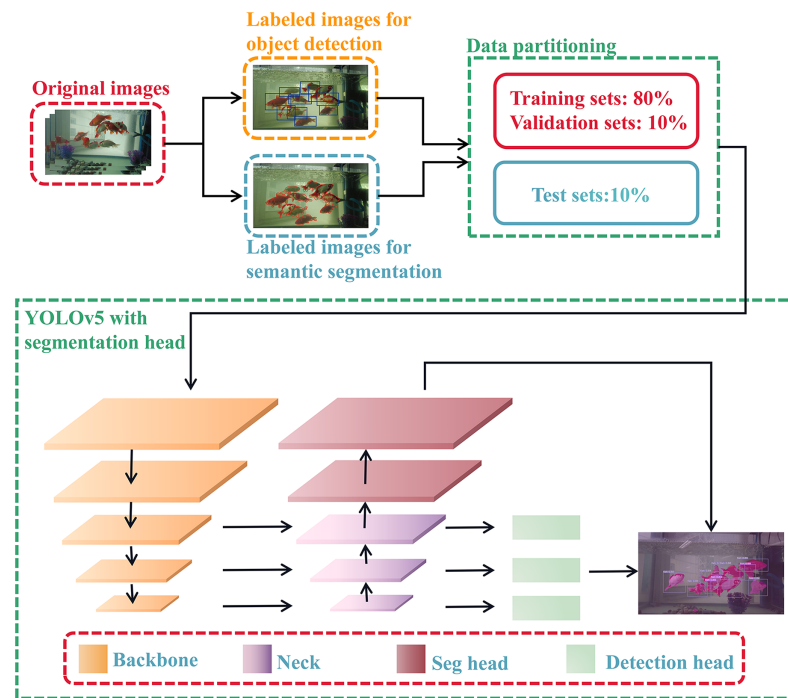 Original images
Labeled images for
object detection
Labeled images for
semantic segmentation
Data partitioning
Training sets: 80%
Validation sets: 10%
Test sets:10%
YOLOv5 with
segmentation head
Backbone
Neck
Seg head
Detection head